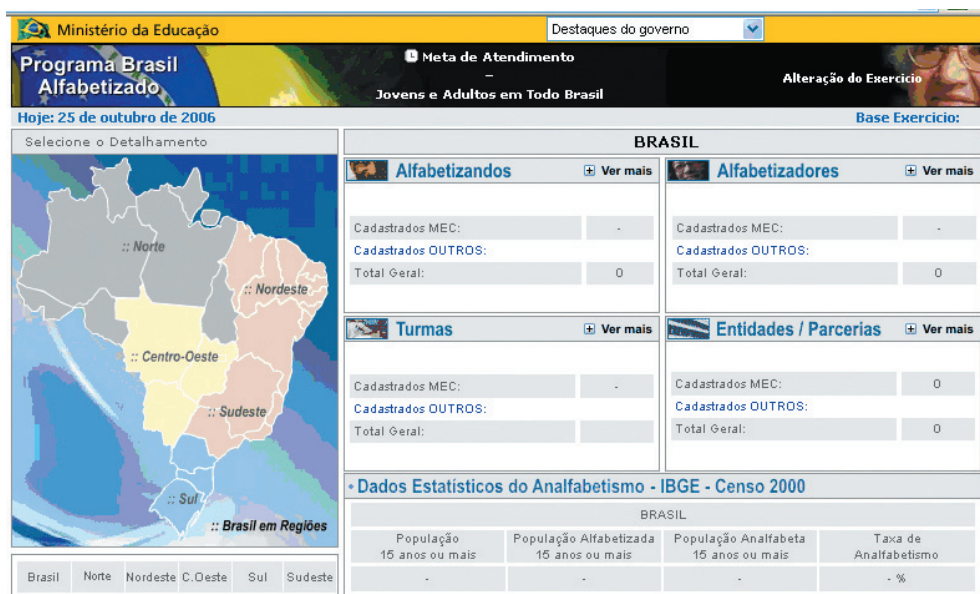 Ministério da Educação
Destaques do governo
Programa Brasil
Alfabetizado
Meta de Atendimento
–
Jovens e Adultos em Todo Brasil
Alteração do Exercicio
Hoje: 25 de outubro de 2006
Base Exercicio:
Selecione o Detalhamento
:: Norte
:: Nordeste
:: Centro-Oeste
:: Sudeste
:: Sul
:: Brasil em Regiões
Brasil Norte Nordeste C.Oeste Sul Sudeste
BRASIL
Alfabetizandos + Ver mais
Cadastrados MEC: -
Cadastrados OUTROS:
Total Geral: 0
Alfabetizadores + Ver mais
Cadastrados MEC: -
Cadastrados OUTROS:
Total Geral: 0
Turmas + Ver mais
Cadastrados MEC: -
Cadastrados OUTROS:
Total Geral:
Entidades / Parcerias + Ver mais
Cadastrados MEC: 0
Cadastrados OUTROS:
Total Geral: 0
Dados Estatísticos do Analfabetismo - IBGE - Censo 2000
BRASIL
População
15 anos ou mais
População Alfabetizada
15 anos ou mais
População Analfabeta
15 anos ou mais
Taxa de
Analfabetismo
- - - - %